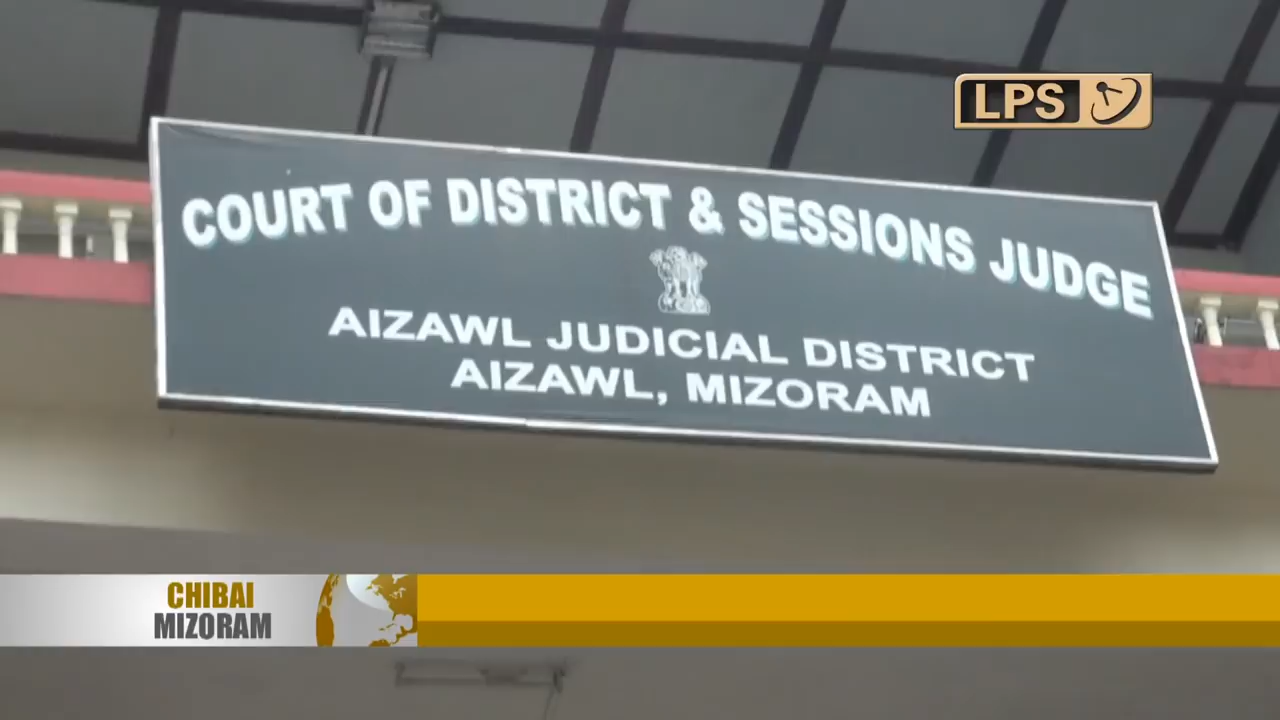 LPS
COURT OF DISTRICT & SESSIONS JUDGE
AIZAWL JUDICIAL DISTRICT
AIZAWL, MIZORAM
CHIBAI
MIZORAM